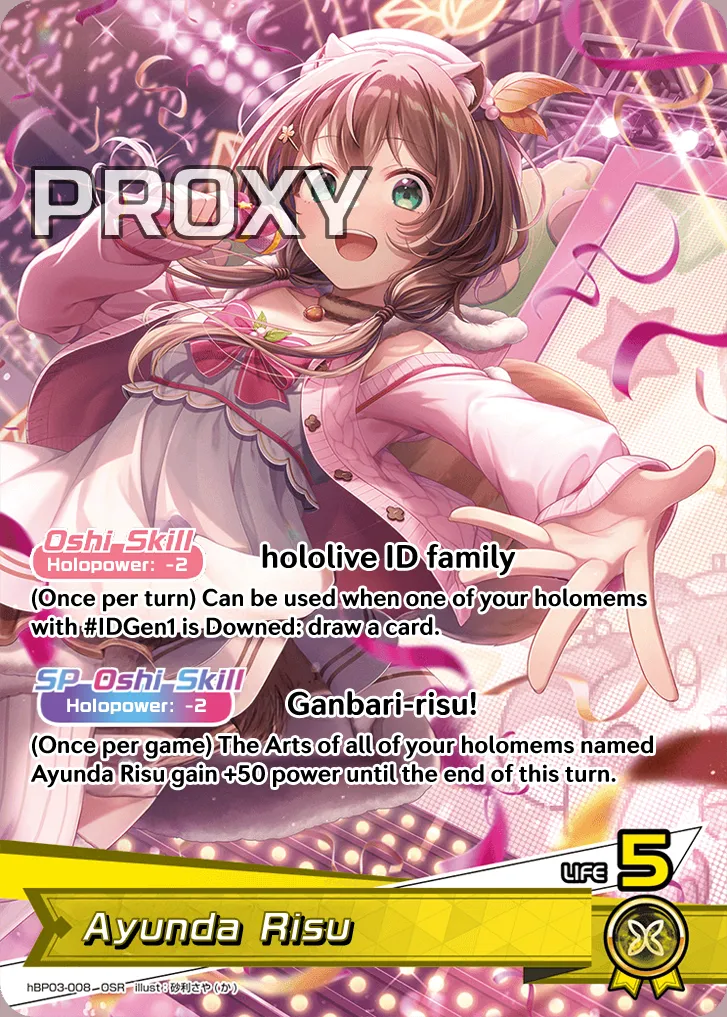 PROXY
Oshi Skill
Holopower: -2
hololive ID family
(Once per turn) Can be used when one of your holomems
with #IDGen1 is Downed: draw a card.
SP Oshi Skill
Holopower: -2
Ganbari-risu!
(Once per game) The Arts of all of your holomems named
Ayunda Risu gain +50 power until the end of this turn.
LIFE 5
Ayunda Risu
hBP03-008 OSR illust：砂利さや(か)